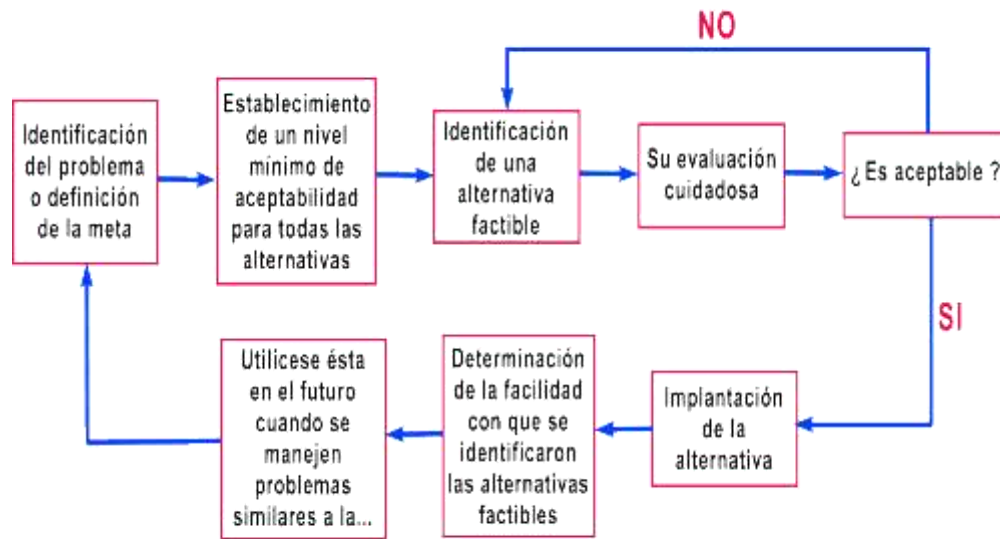 NO
Identificación
del problema
o definición
de la meta
Establecimiento
de un nivel
mínimo de
aceptabilidad
para todas las
alternativas
Identificación
de una
alternativa
factible
Su evaluación
cuidadosa
¿ Es aceptable ?
SI
Implantación
de la
alternativa
Determinación
de la facilidad
con que se
identificaron
las alternativas
factibles
Utilicese ésta
en el futuro
cuando se
manejen
problemas
similares a la...